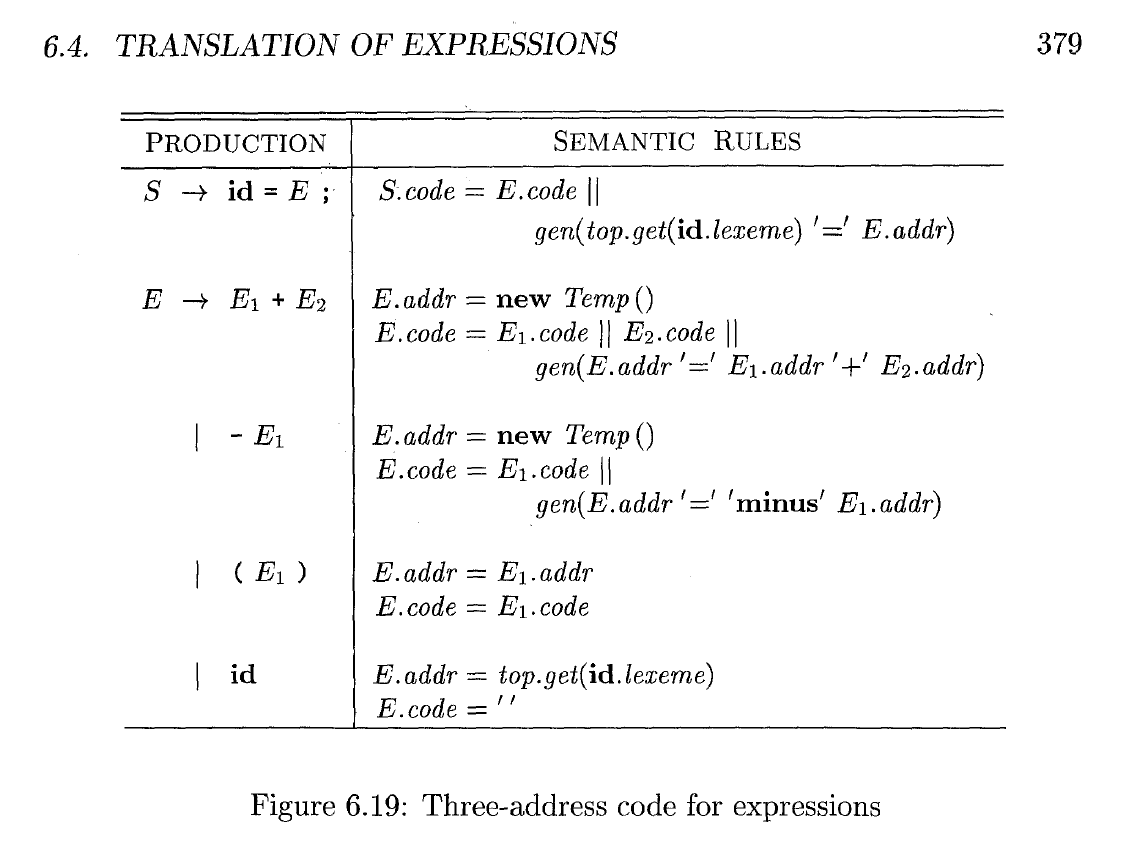 6.4. TRANSLATION OF EXPRESSIONS 379
PRODUCTION SEMANTIC RULES
S → id = E ; S.code = E.code ||
gen(top.get(id.lexeme) '=' E.addr)
E → E₁ + E₂ E.addr = new Temp()
E.code = E₁.code || E₂.code ||
gen(E.addr '=' E₁.addr '+' E₂.addr)
| - E₁ E.addr = new Temp()
E.code = E₁.code ||
gen(E.addr '=' 'minus' E₁.addr)
| ( E₁ ) E.addr = E₁.addr
E.code = E₁.code
| id E.addr = top.get(id.lexeme)
E.code = ''
Figure 6.19: Three-address code for expressions